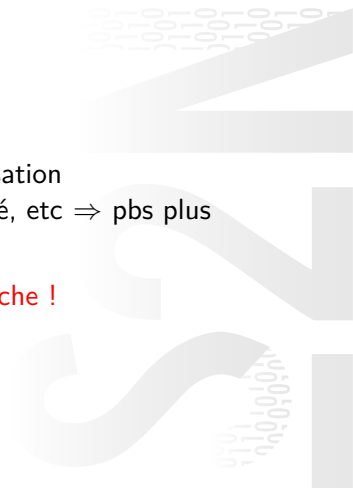 ation
é, etc ⇒ pbs plus
che !